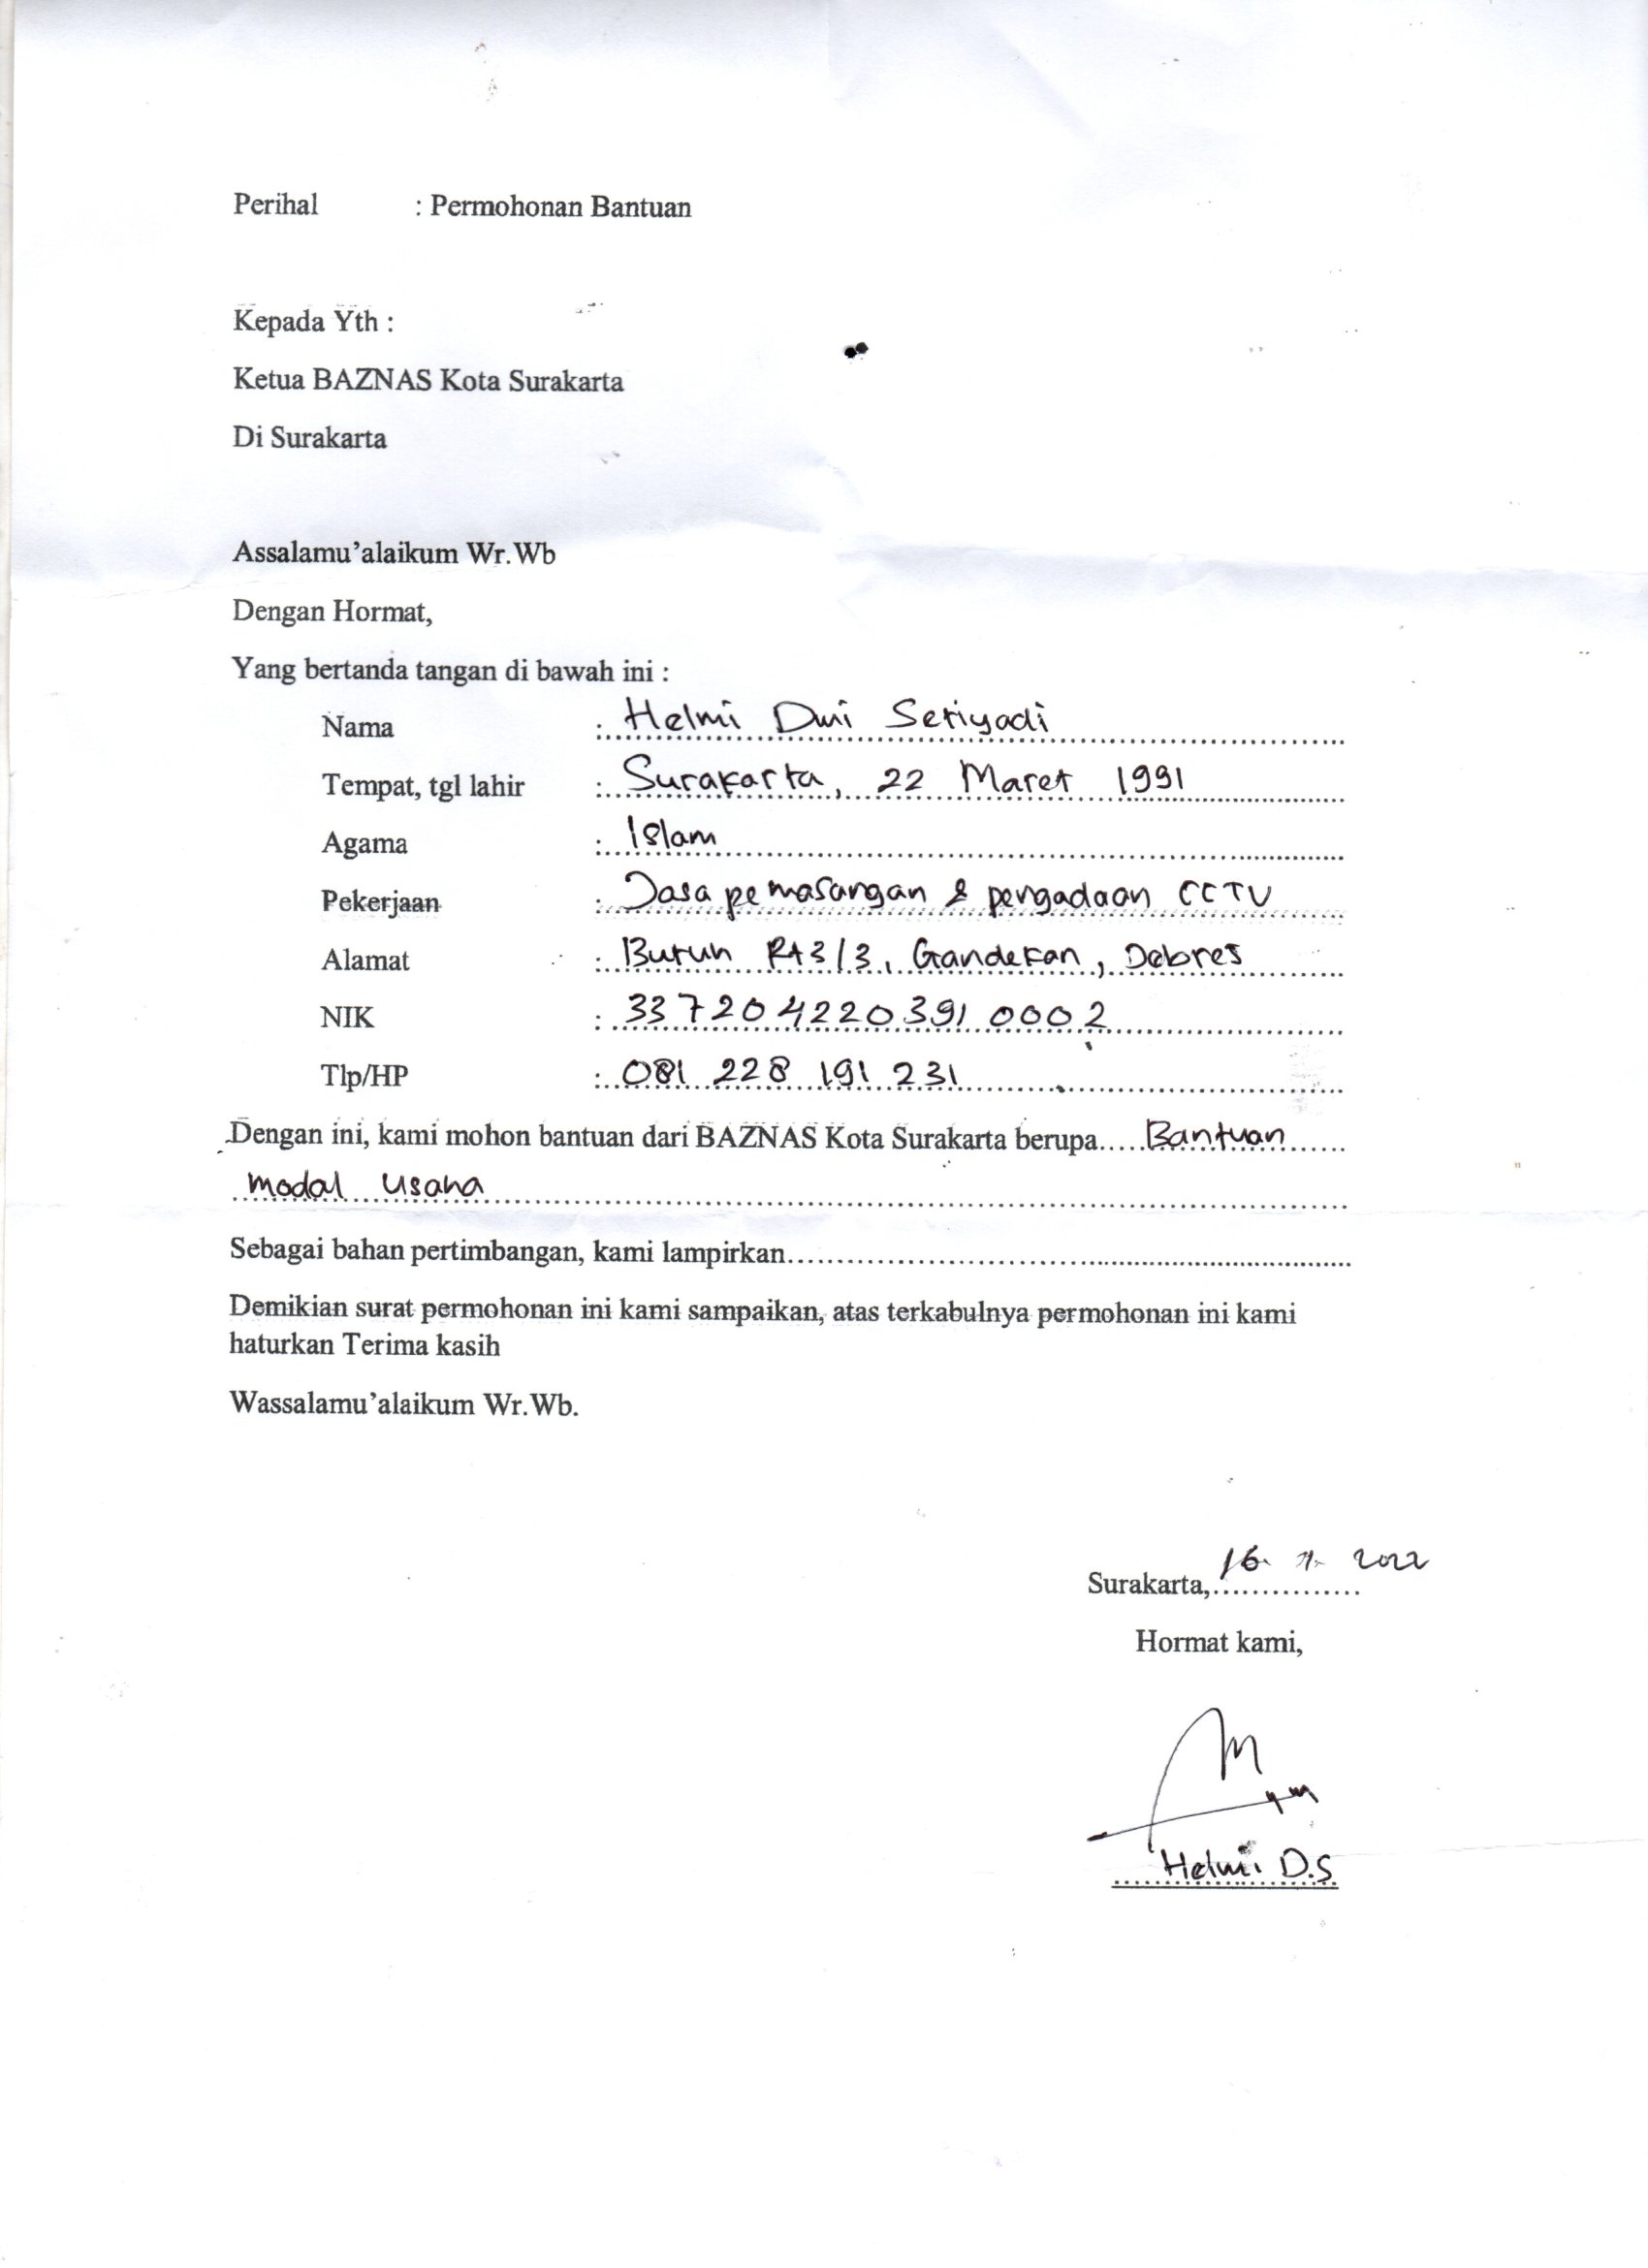 Perihal : Permohonan Bantuan
Kepada Yth :
Ketua BAZNAS Kota Surakarta
Di Surakarta
Assalamu’alaikum Wr.Wb
Dengan Hormat,
Yang bertanda tangan di bawah ini :
Nama : Helmi Dwi Setiyadi
Tempat, tgl lahir : Surakarta, 22 Maret 1991
Agama : Islam
Pekerjaan : Jasa pemasangan & pengadaan CCTV
Alamat : Butuh Rt 3/3, Gandekan, Debres
NIK : 3372042203910002
Tlp/HP : 081 228 191 231
Dengan ini, kami mohon bantuan dari BAZNAS Kota Surakarta berupa..... Bantuan
modal usaha
Sebagai bahan pertimbangan, kami lampirkan..........
Demikian surat permohonan ini kami sampaikan, atas terkabulnya permohonan ini kami
haturkan Terima kasih
Wassalamu’alaikum Wr.Wb.
Surakarta, 16 2022
Hormat kami,
Helmi D.S